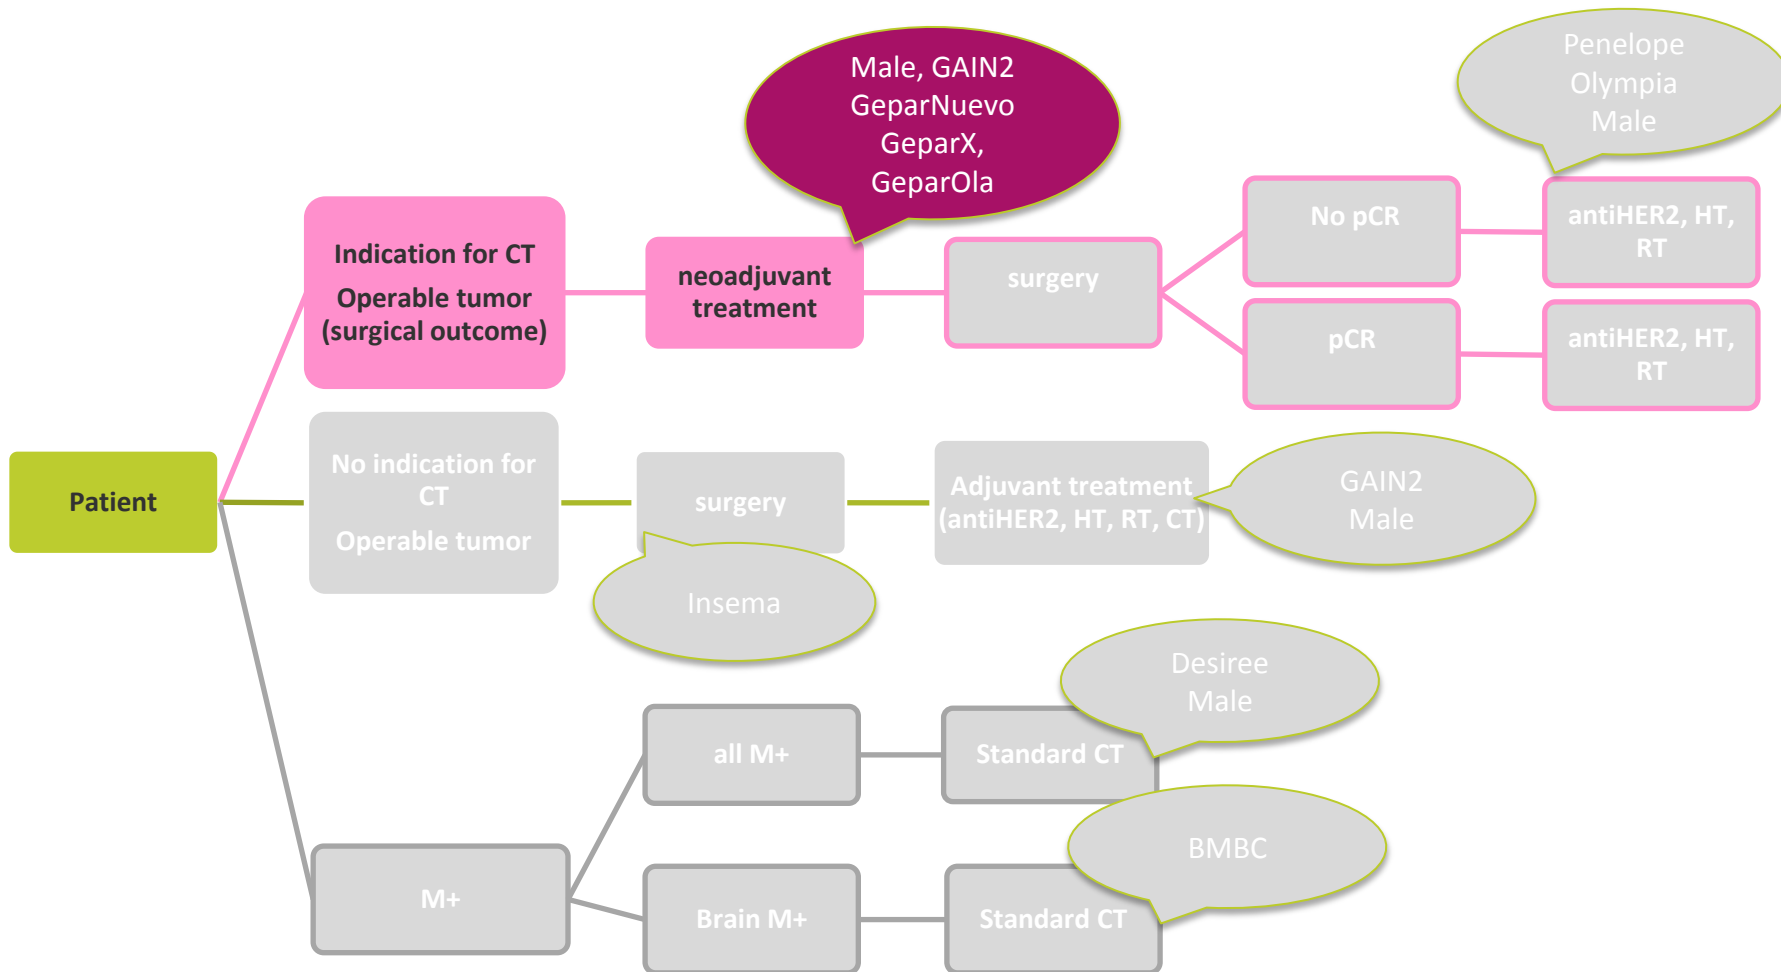 Male, GAIN2
GeparNuevo
GeparX,
GeparOla
Penelope
Olympia
Male
Indication for CT
Operable tumor
(surgical outcome)
neoadjuvant
treatment
surgery
No pCR
antiHER2, HT,
RT
pCR
antiHER2, HT,
RT
Patient
No indication for
CT
Operable tumor
surgery
Adjuvant treatment
(antiHER2, HT, RT, CT)
GAIN2
Male
Insema
Desiree
Male
all M+
Standard CT
BMBC
M+
Brain M+
Standard CT